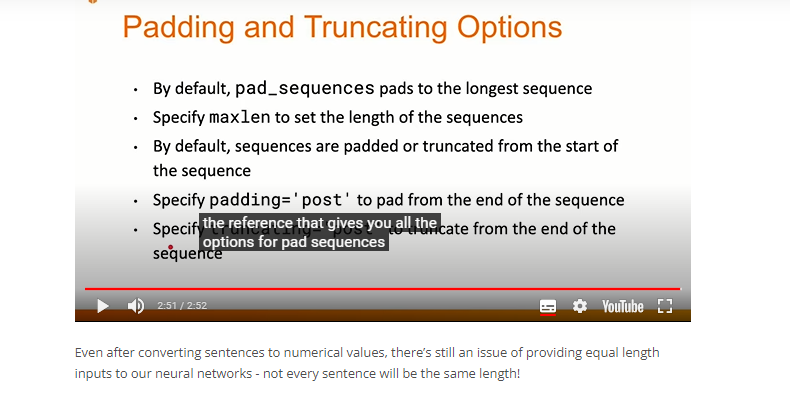 Padding and Truncating Options
• By default, pad_sequences pads to the longest sequence
• Specify maxlen to set the length of the sequences
• By default, sequences are padded or truncated from the start of
the sequence
• Specify padding='post' to pad from the end of the sequence
• Specify truncating='post' to truncate from the end of the
sequence
the reference that gives you all the
options for pad sequences
2:51 / 2:52
YouTube
Even after converting sentences to numerical values, there's still an issue of providing equal length
inputs to our neural networks - not every sentence will be the same length!